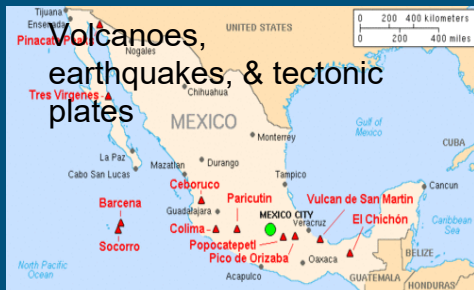 Volcanoes,
earthquakes, & tectonic
plates
Tijuana
Ensenada
Pinacate Peaks
Nogales
UNITED STATES
0 200 400 kilometers
0 200 400 miles
Tres Virgenes
Chihuahua
MEXICO
Monterrey
Gulf of
Mexico
CUBA
La Paz
Cabo San Lucas
Mazatlan
Durango
Tampico
Cancun
Ceboruco
Paricutin
Vulcan de San Martin
Barcena
Guadalajara
MEXICO CITY
Veracruz
El Chichón
Caribbean
Sea
Colima
Socorro
Popocatepetl
Pico de Orizaba
Oaxaca
BELIZE
North Pacific
Ocean
Acapulco
GUATEMALA
HONDURAS